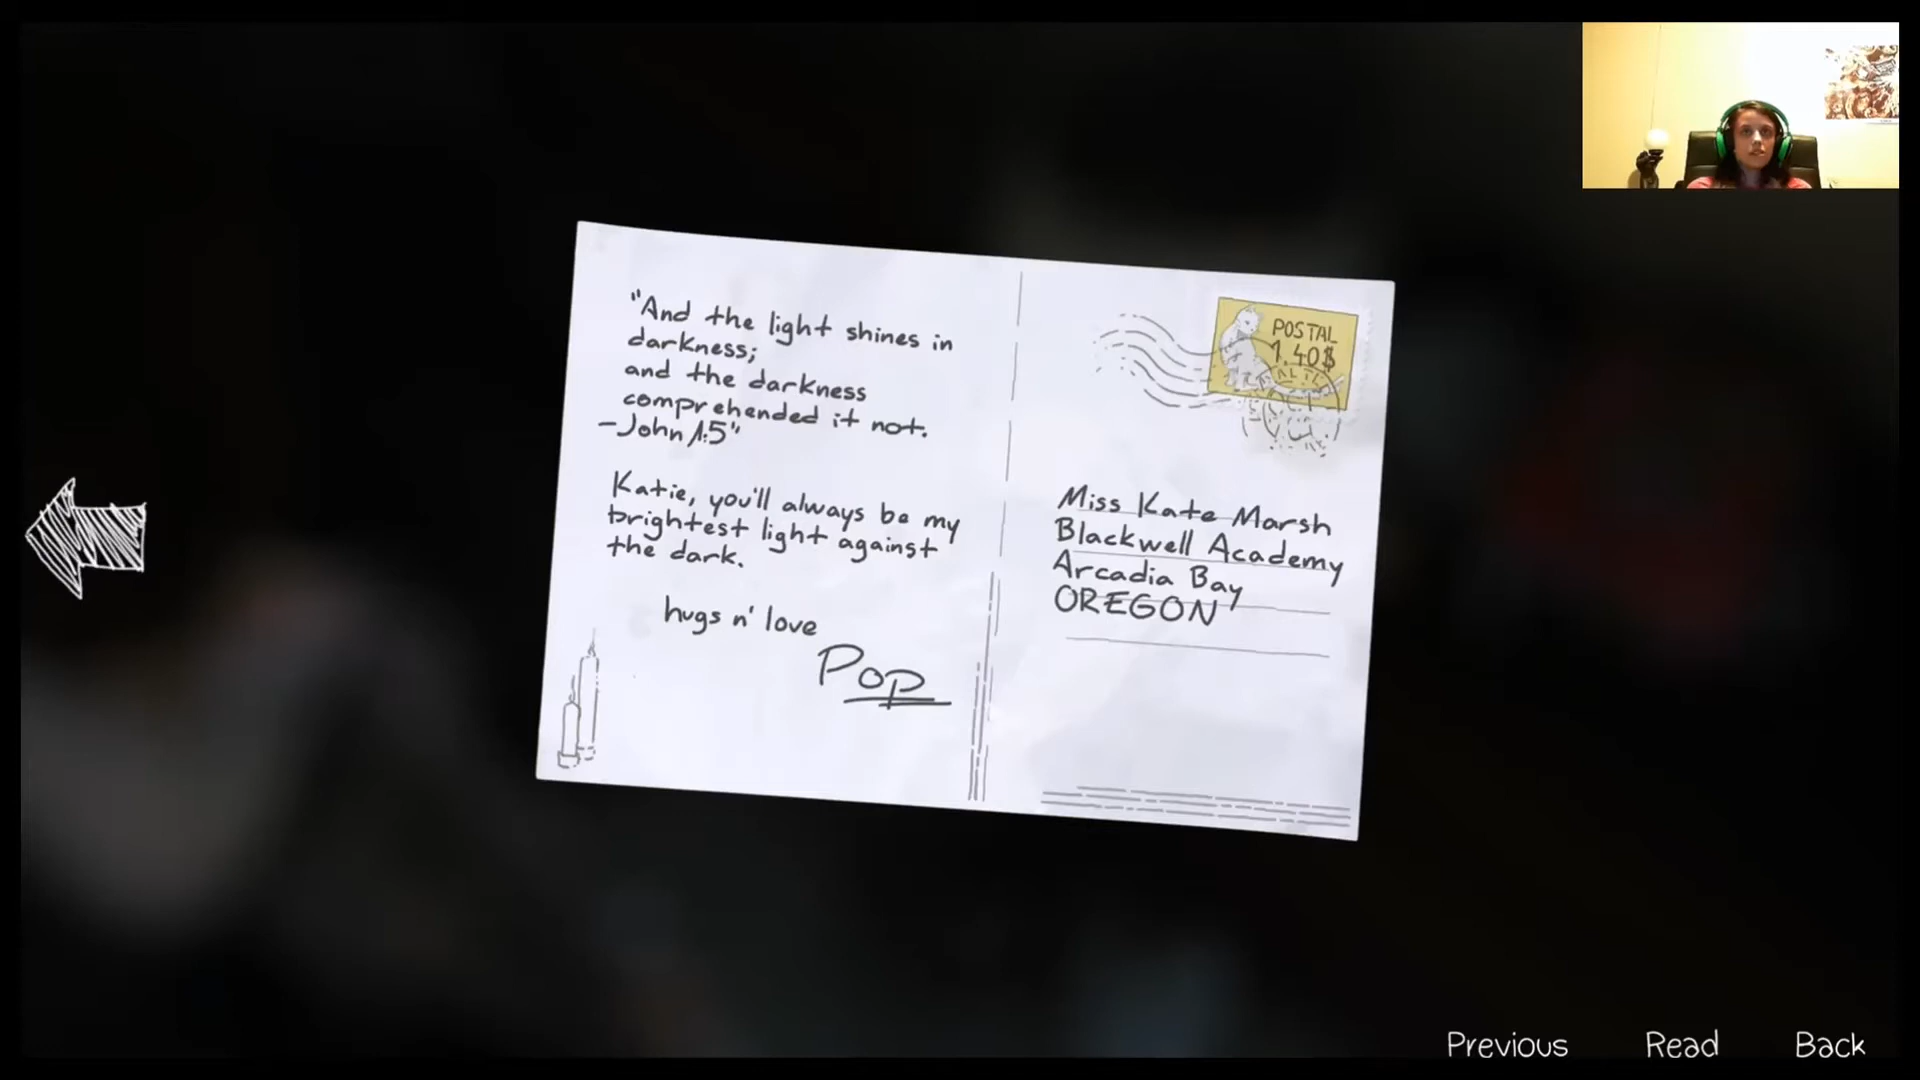 "And the light shines in
darkness;
and the darkness
comprehended it not.
-John 1:5"
Katie, you'll always be my
brightest light against
the dark.
hugs n' love
Pop
POSTAL
1.40$
Miss Kate Marsh
Blackwell Academy
Arcadia Bay
OREGON
Previous Read Back